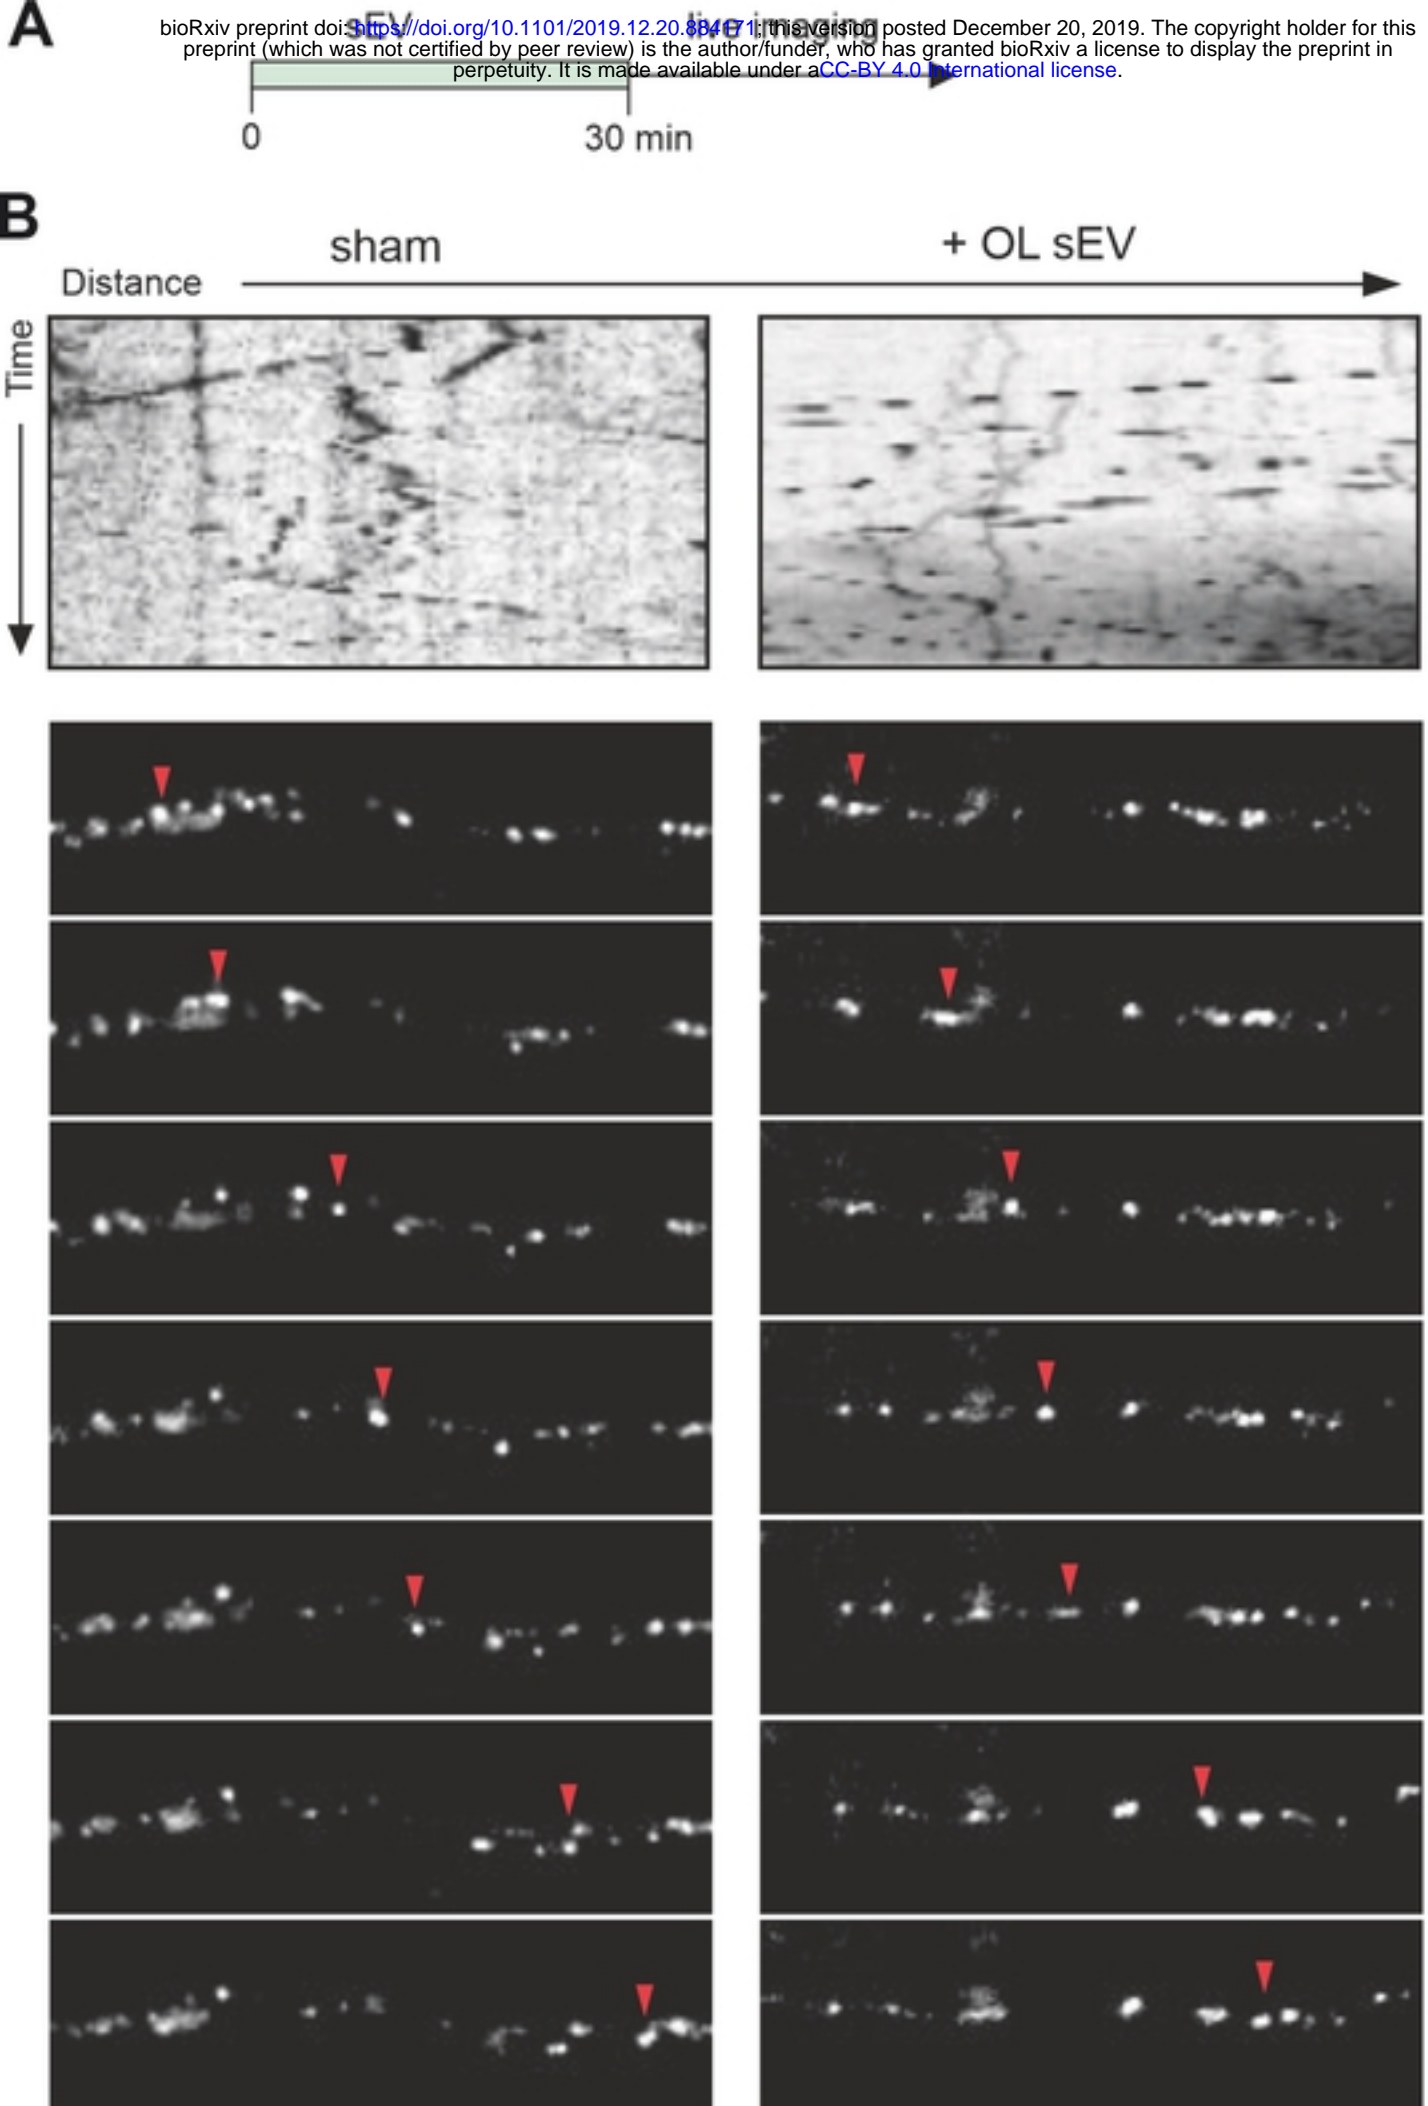 A
bioRxiv preprint doi: https://doi.org/10.1101/2019.12.20.884171; this version posted December 20, 2019. The copyright holder for this
preprint (which was not certified by peer review) is the author/funder, who has granted bioRxiv a license to display the preprint in
perpetuity. It is made available under aCC-BY 4.0 International license.
sEV live imaging
0 30 min
B
sham + OL sEV
Distance
Time